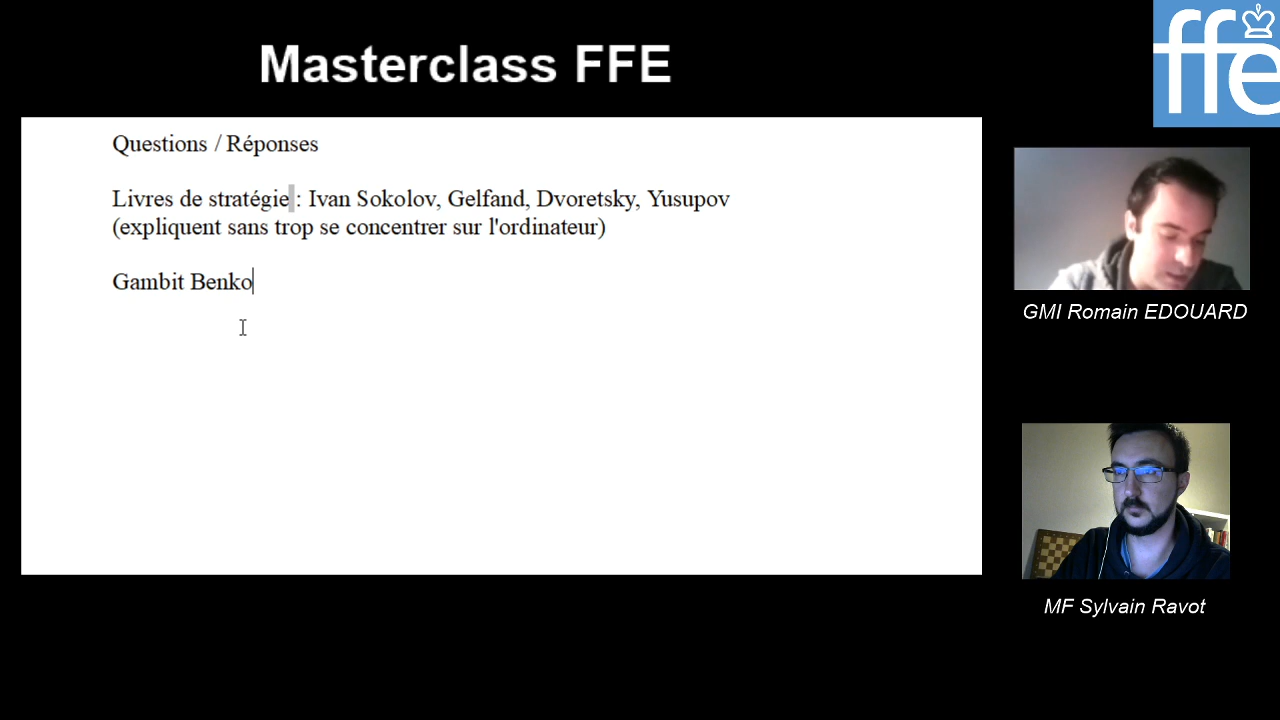 Masterclass FFE
ffe
Questions / Réponses
Livres de stratégie : Ivan Sokolov, Gelfand, Dvoretsky, Yusupov
(expliquent sans trop se concentrer sur l'ordinateur)
Gambit Benko
GMI Romain EDOUARD
MF Sylvain Ravot